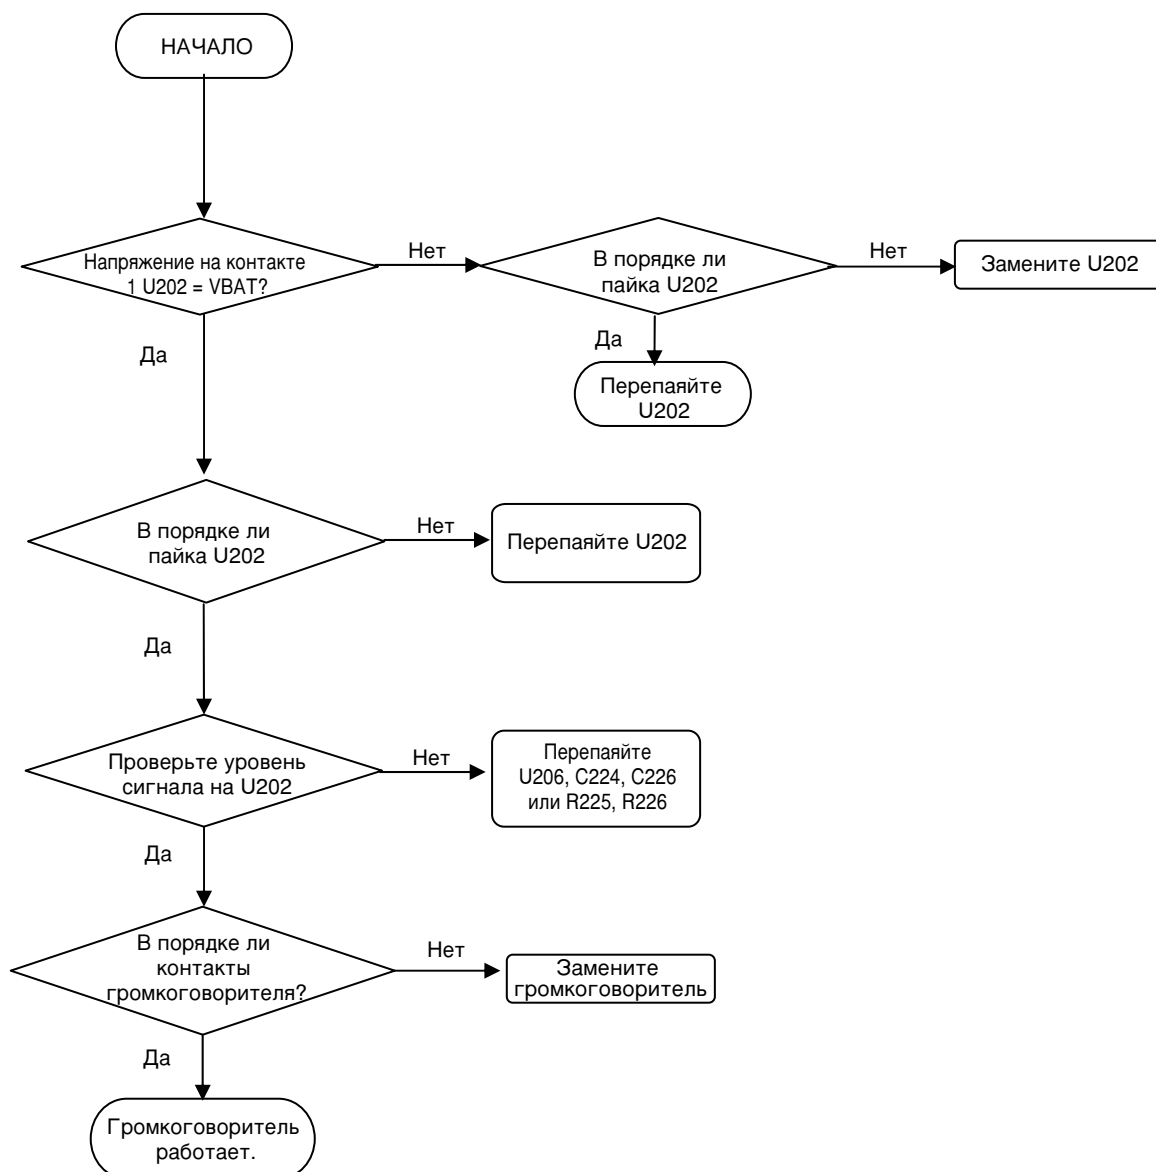 НАЧАЛО
Напряжение на контакте
1 U202 = VBAT?
Нет
В порядке ли
пайка U202
Нет
Замените U202
Да
Да
Перепаяйте
U202
В порядке ли
пайка U202
Нет
Перепаяйте U202
Да
Проверьте уровень
сигнала на U202
Нет
Перепаяйте
U206, C224, C226
или R225, R226
Да
В порядке ли
контакты
громкоговорителя?
Нет
Замените
громкоговоритель
Да
Громкоговоритель
работает.